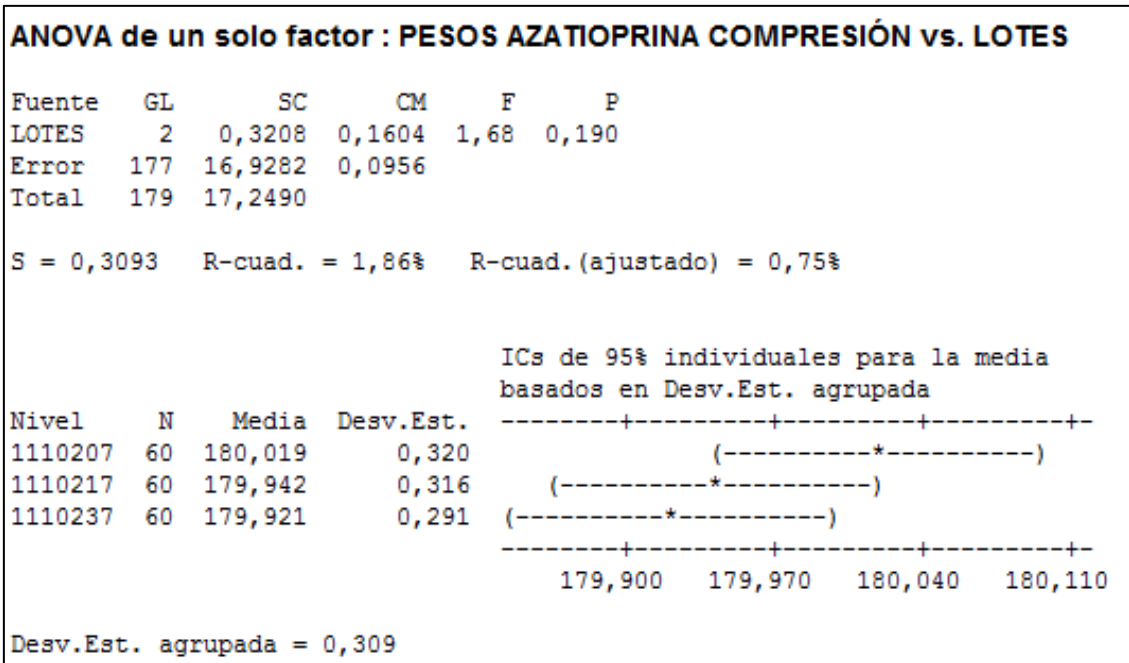 ANOVA de un solo factor : PESOS AZATIOPRINA COMPRESIÓN vs. LOTES
Fuente   GL       SC      CM     F      P
LOTES     2   0,3208  0,1604  1,68  0,190
Error   177  16,9282  0,0956
Total   179  17,2490
S = 0,3093   R-cuad. = 1,86%   R-cuad.(ajustado) = 0,75%
ICs de 95% individuales para la media
basados en Desv.Est. agrupada
Nivel     N    Media  Desv.Est.  --------+---------+---------+---------+-
1110207  60  180,019      0,320                (----------*----------)
1110217  60  179,942      0,316     (----------*----------)
1110237  60  179,921      0,291  (----------*----------)
--------+---------+---------+---------+-
179,900   179,970   180,040   180,110
Desv.Est. agrupada = 0,309